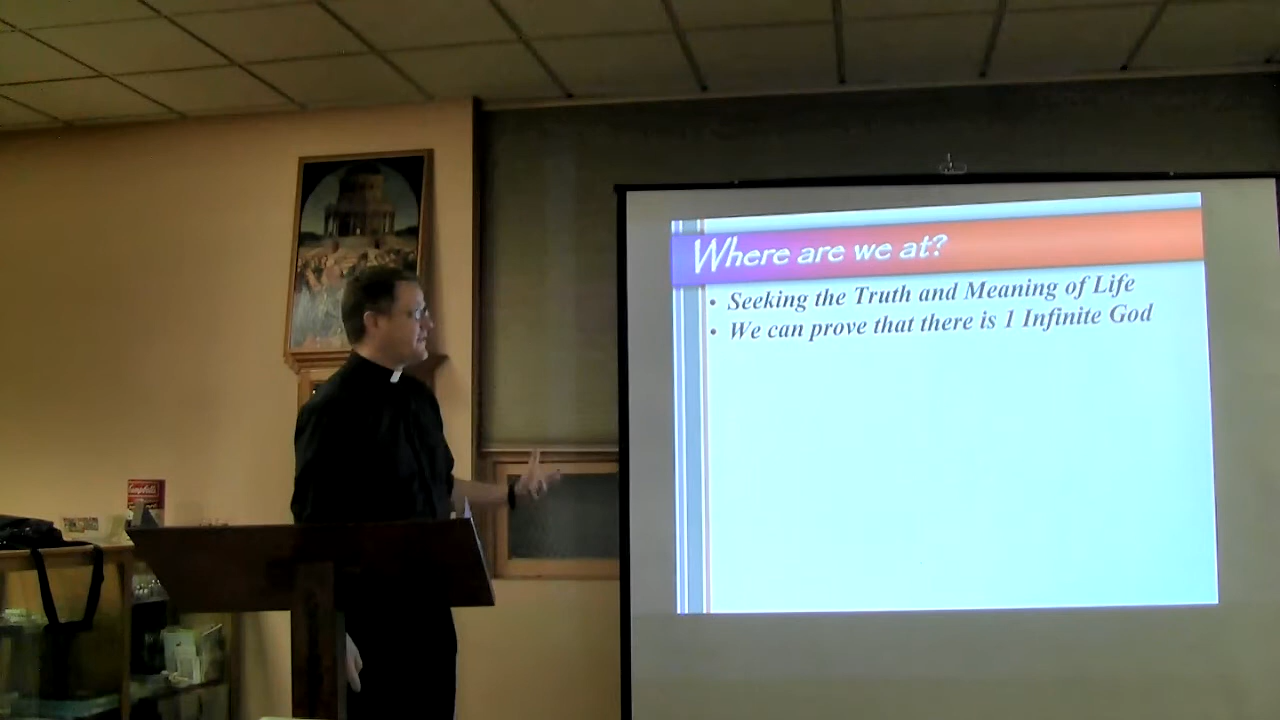 Where are we at?
• Seeking the Truth and Meaning of Life
• We can prove that there is 1 Infinite God
Campbell's